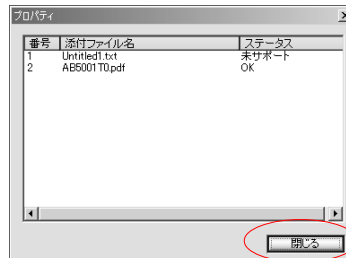 プロパティ
番号 添付ファイル名 ステータス
1 Untitled1.txt 未サポート
2 AB5001T0.pdf OK
閉じる